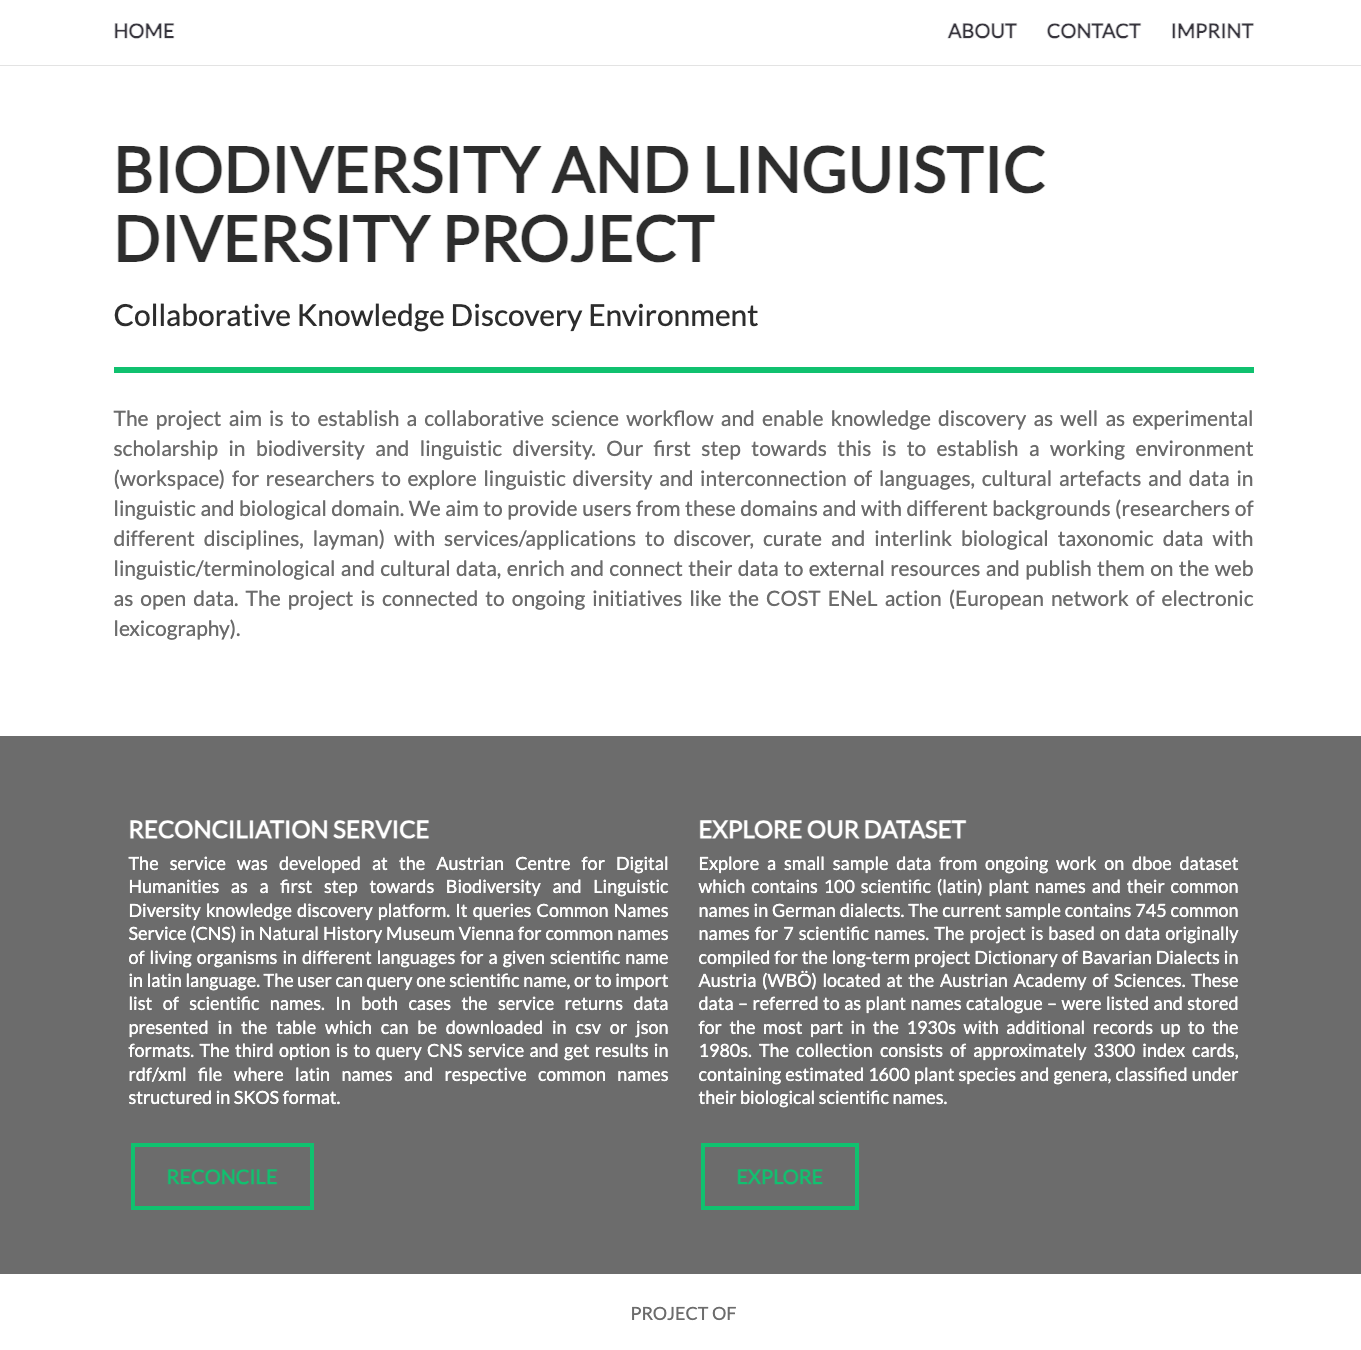 HOME
ABOUT
CONTACT
IMPRINT
BIODIVERSITY AND LINGUISTIC
DIVERSITY PROJECT
Collaborative Knowledge Discovery Environment
The project aim is to establish a collaborative science workflow and enable knowledge discovery as well as experimental
scholarship in biodiversity and linguistic diversity. Our first step towards this is to establish a working environment
(workspace) for researchers to explore linguistic diversity and interconnection of languages, cultural artefacts and data in
linguistic and biological domain. We aim to provide users from these domains and with different backgrounds (researchers of
different disciplines, layman) with services/applications to discover, curate and interlink biological taxonomic data with
linguistic/terminological and cultural data, enrich and connect their data to external resources and publish them on the web
as open data. The project is connected to ongoing initiatives like the COST ENeL action (European network of electronic
lexicography).
RECONCILIATION SERVICE
The service was developed at the Austrian Centre for Digital
Humanities as a first step towards Biodiversity and Linguistic
Diversity knowledge discovery platform. It queries Common Names
Service (CNS) in Natural History Museum Vienna for common names
of living organisms in different languages for a given scientific name
in latin language. The user can query one scientific name, or to import
list of scientific names. In both cases the service returns data
presented in the table which can be downloaded in csv or json
formats. The third option is to query CNS service and get results in
rdf/xml file where latin names and respective common names
structured in SKOS format.
RECONCILE
EXPLORE OUR DATASET
Explore a small sample data from ongoing work on dboe dataset
which contains 100 scientific (latin) plant names and their common
names in German dialects. The current sample contains 745 common
names for 7 scientific names. The project is based on data originally
compiled for the long-term project Dictionary of Bavarian Dialects in
Austria (WBÖ) located at the Austrian Academy of Sciences. These
data – referred to as plant names catalogue – were listed and stored
for the most part in the 1930s with additional records up to the
1980s. The collection consists of approximately 3300 index cards,
containing estimated 1600 plant species and genera, classified under
their biological scientific names.
EXPLORE
PROJECT OF